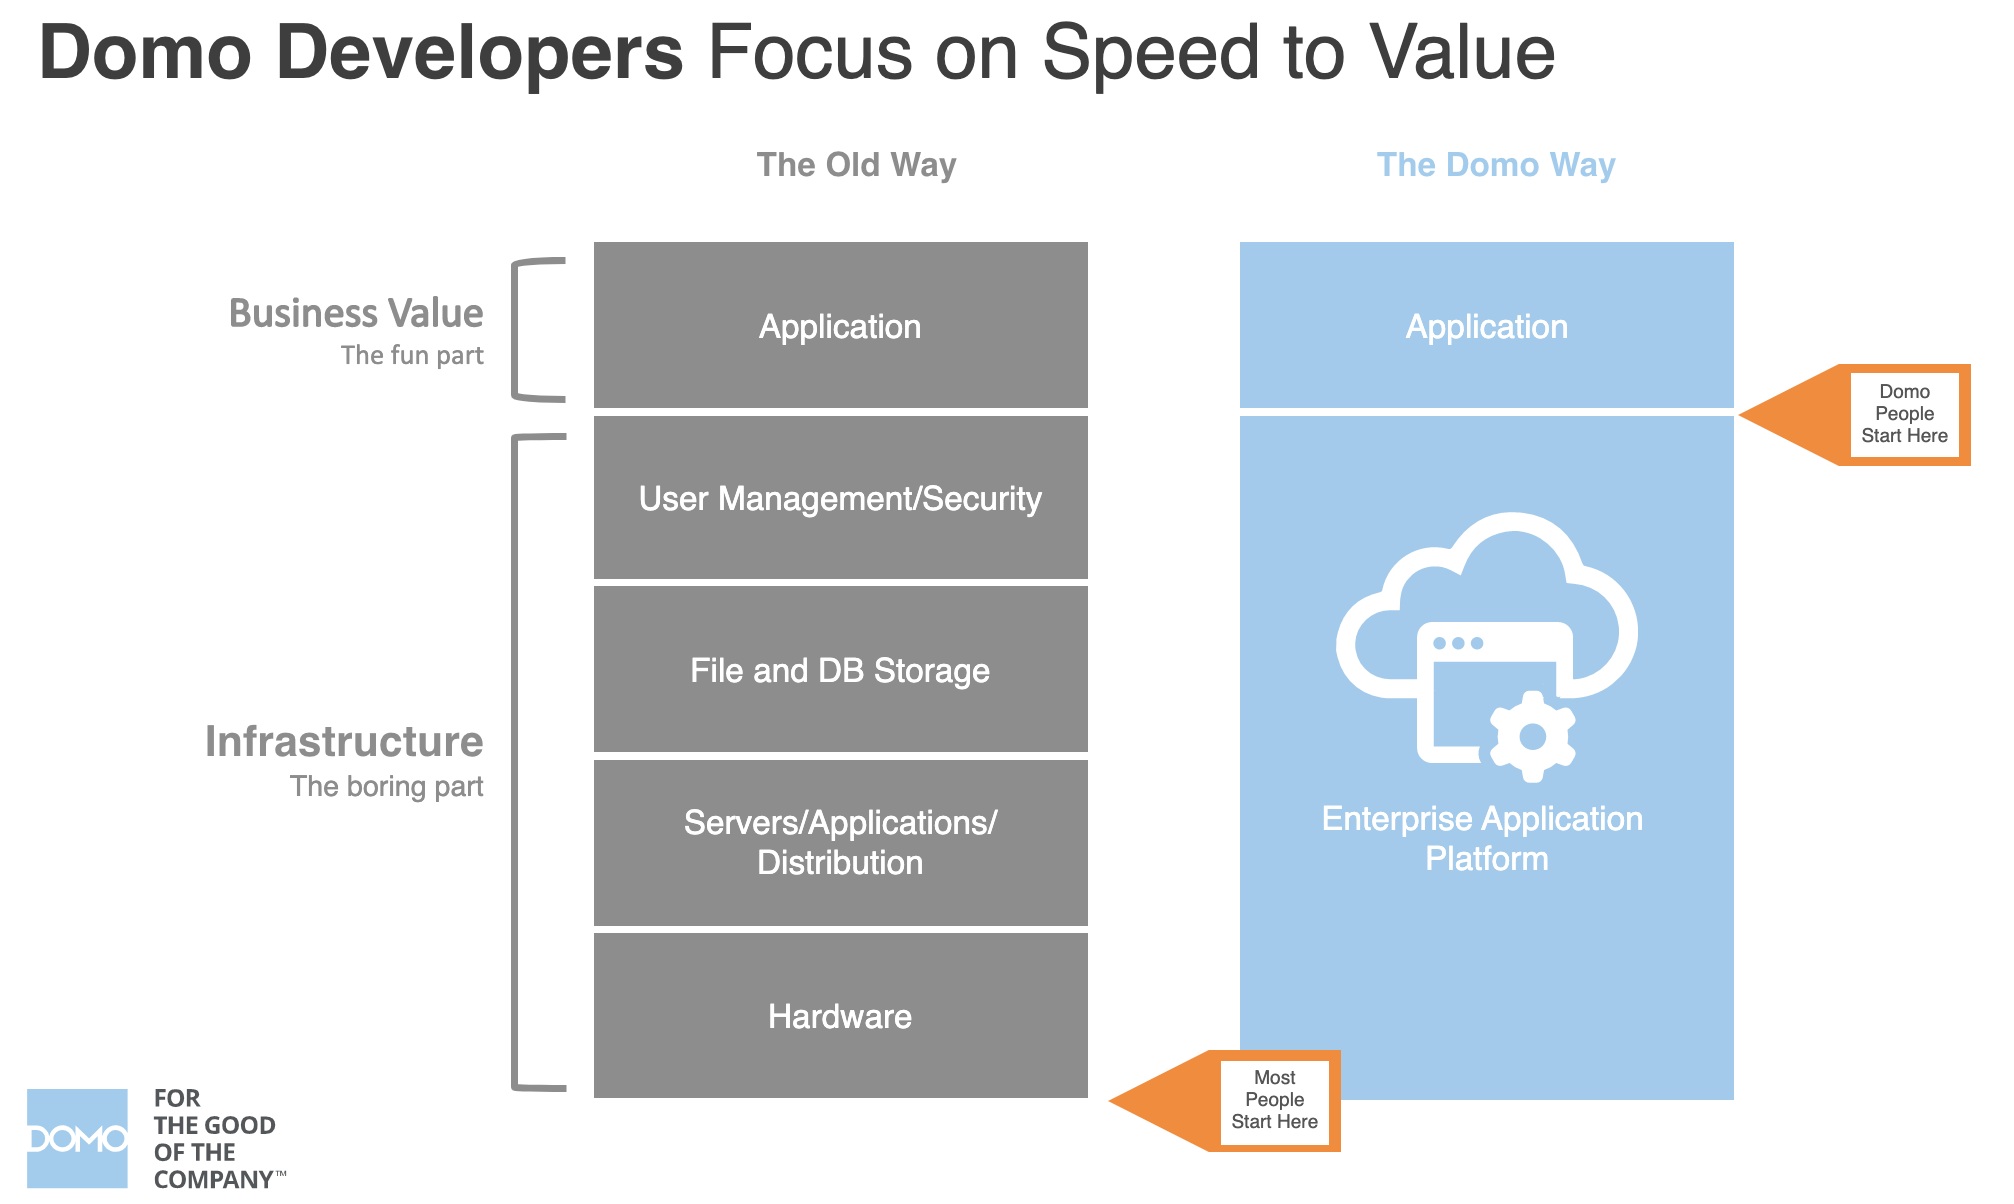 Domo Developers Focus on Speed to Value
The Old Way
The Domo Way
Business Value
The fun part
Application
Application
Domo
People
Start Here
User Management/Security
File and DB Storage
Infrastructure
The boring part
Servers/Applications/
Distribution
Enterprise Application
Platform
Hardware
Most
People
Start Here
DOMO
FOR
THE GOOD
OF THE
COMPANY™